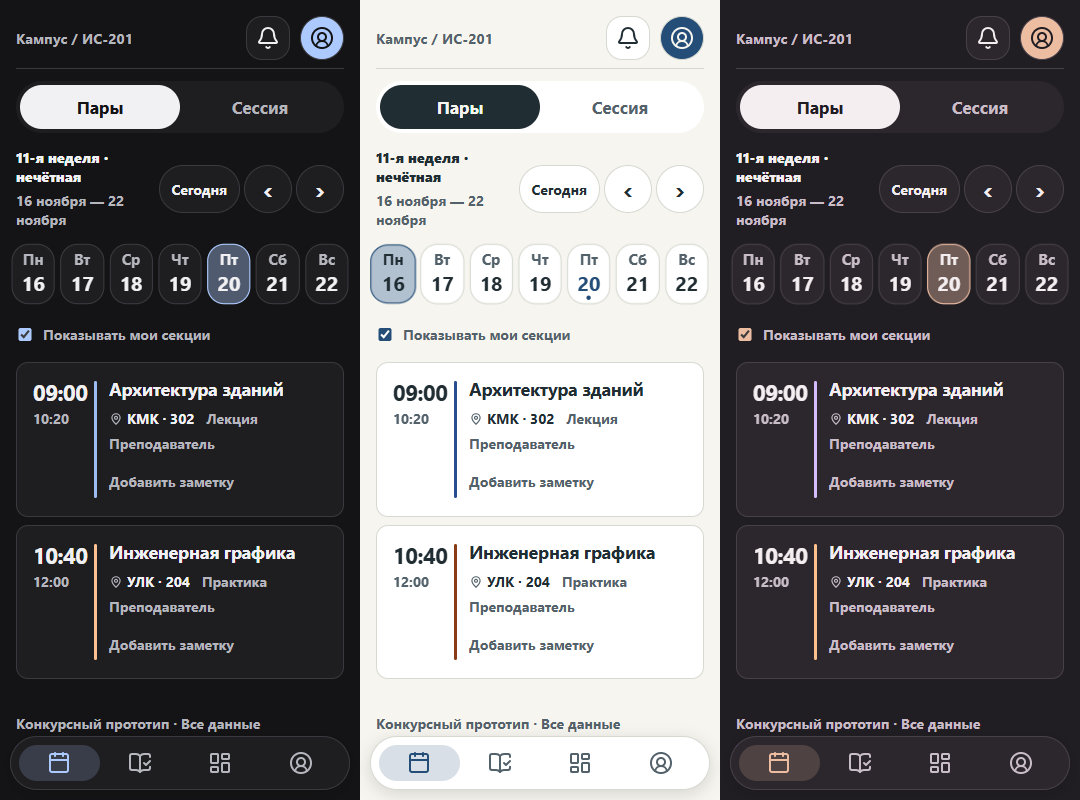 Кампус / ИС-201
Пары
Сессия
11-я неделя ·
нечётная
16 ноября — 22
ноября
Сегодня
‹
›
Пн Вт Ср Чт Пт Сб Вс
16 17 18 19 20 21 22
Показывать мои секции
09:00
10:20
Архитектура зданий
КМК · 302 Лекция
Преподаватель
Добавить заметку
10:40
12:00
Инженерная графика
УЛК · 204 Практика
Преподаватель
Добавить заметку
Конкурсный прототип · Все данные
Кампус / ИС-201
Пары
Сессия
11-я неделя ·
нечётная
16 ноября — 22
ноября
Сегодня
‹
›
Пн Вт Ср Чт Пт Сб Вс
16 17 18 19 20 21 22
Показывать мои секции
09:00
10:20
Архитектура зданий
КМК · 302 Лекция
Преподаватель
Добавить заметку
10:40
12:00
Инженерная графика
УЛК · 204 Практика
Преподаватель
Добавить заметку
Конкурсный прототип · Все данные
Кампус / ИС-201
Пары
Сессия
11-я неделя ·
нечётная
16 ноября — 22
ноября
Сегодня
‹
›
Пн Вт Ср Чт Пт Сб Вс
16 17 18 19 20 21 22
Показывать мои секции
09:00
10:20
Архитектура зданий
КМК · 302 Лекция
Преподаватель
Добавить заметку
10:40
12:00
Инженерная графика
УЛК · 204 Практика
Преподаватель
Добавить заметку
Конкурсный прототип · Все данные